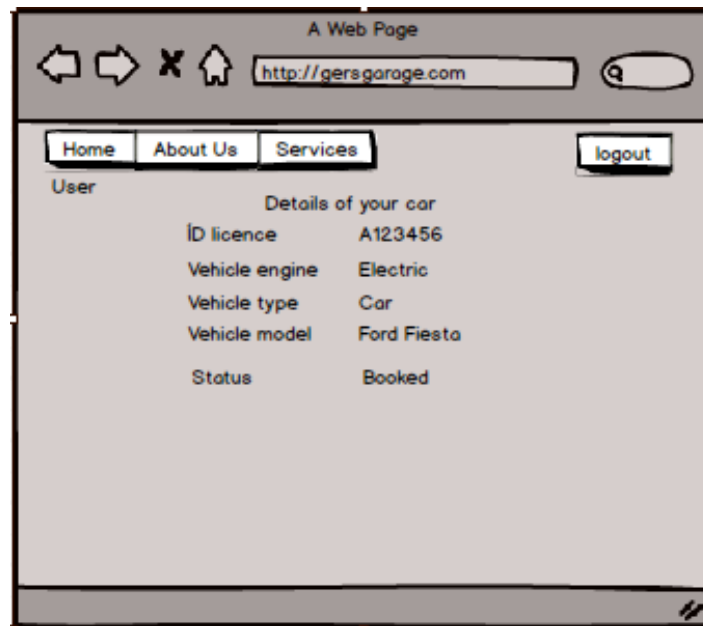 A Web Page
http://gersgarage.com
Home About Us Services logout
User
Details of your car
İD licence A123456
Vehicle engine Electric
Vehicle type Car
Vehicle model Ford Fiesta
Status Booked